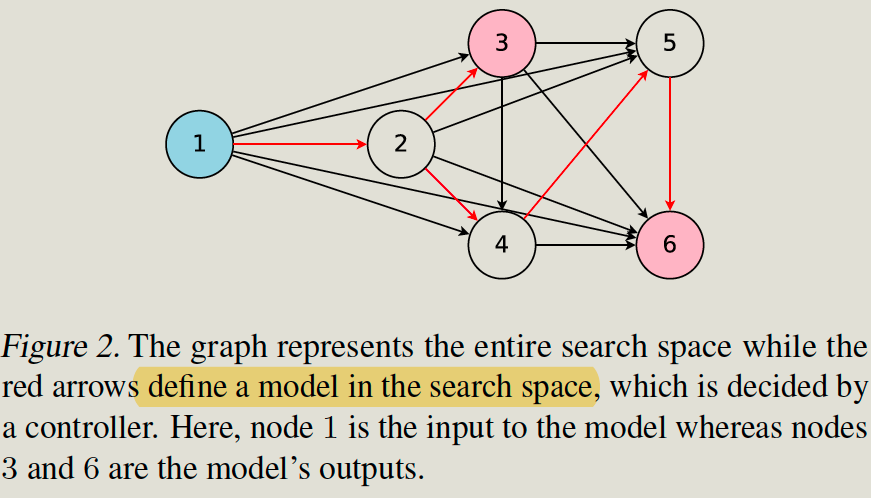 3
5
1
2
4
6
Figure 2. The graph represents the entire search space while the
red arrows define a model in the search space, which is decided by
a controller. Here, node 1 is the input to the model whereas nodes
3 and 6 are the model's outputs.